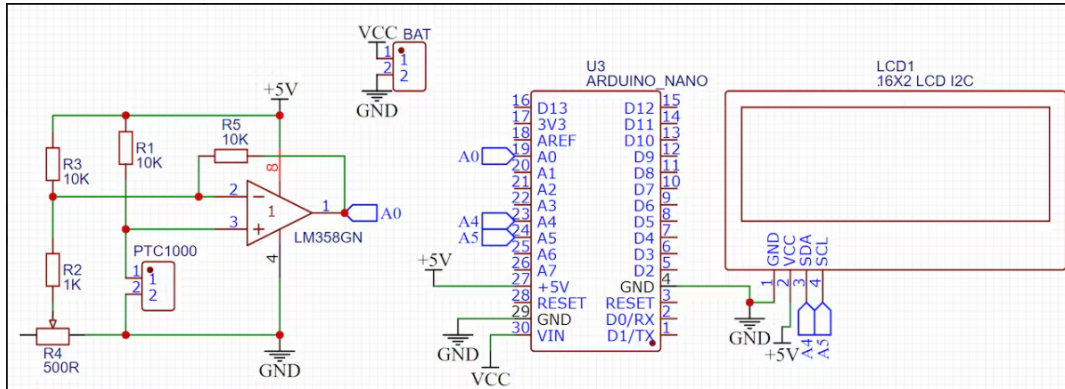 VCC BAT
1 1
2 2
GND
+5V
R3
10K
R1
10K
R5
10K
8
2
1
1
3
A0
LM358GN
4
R2
1K
PTC1000
1 1
2 2
R4
500R
GND
U3
ARDUINO_NANO
16 D13 D12 15
17 3V3 D11 14
18 AREF D10 13
A0 19 A0 D9 12
20 A1 D8 11
21 A2 D7 10
22 A3 D6 9
A4 23 A4 D5 8
A5 24 A5 D4 7
25 A6 D3 6
26 A7 D2 5
+5V 27 +5V GND 4
28 RESET RESET 3
29 GND D0/RX 2
30 VIN D1/TX 1
GND
VCC
GND
LCD1
16X2 LCD I2C
GND VCC SDA SCL
1 2 3 4
A4 A5
+5V